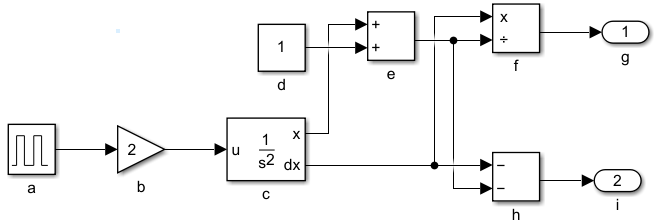 +
+
1
d
e
x
÷
f
1
g
a
2
b
u
1
s²
x
dx
c
−
−
h
2
i